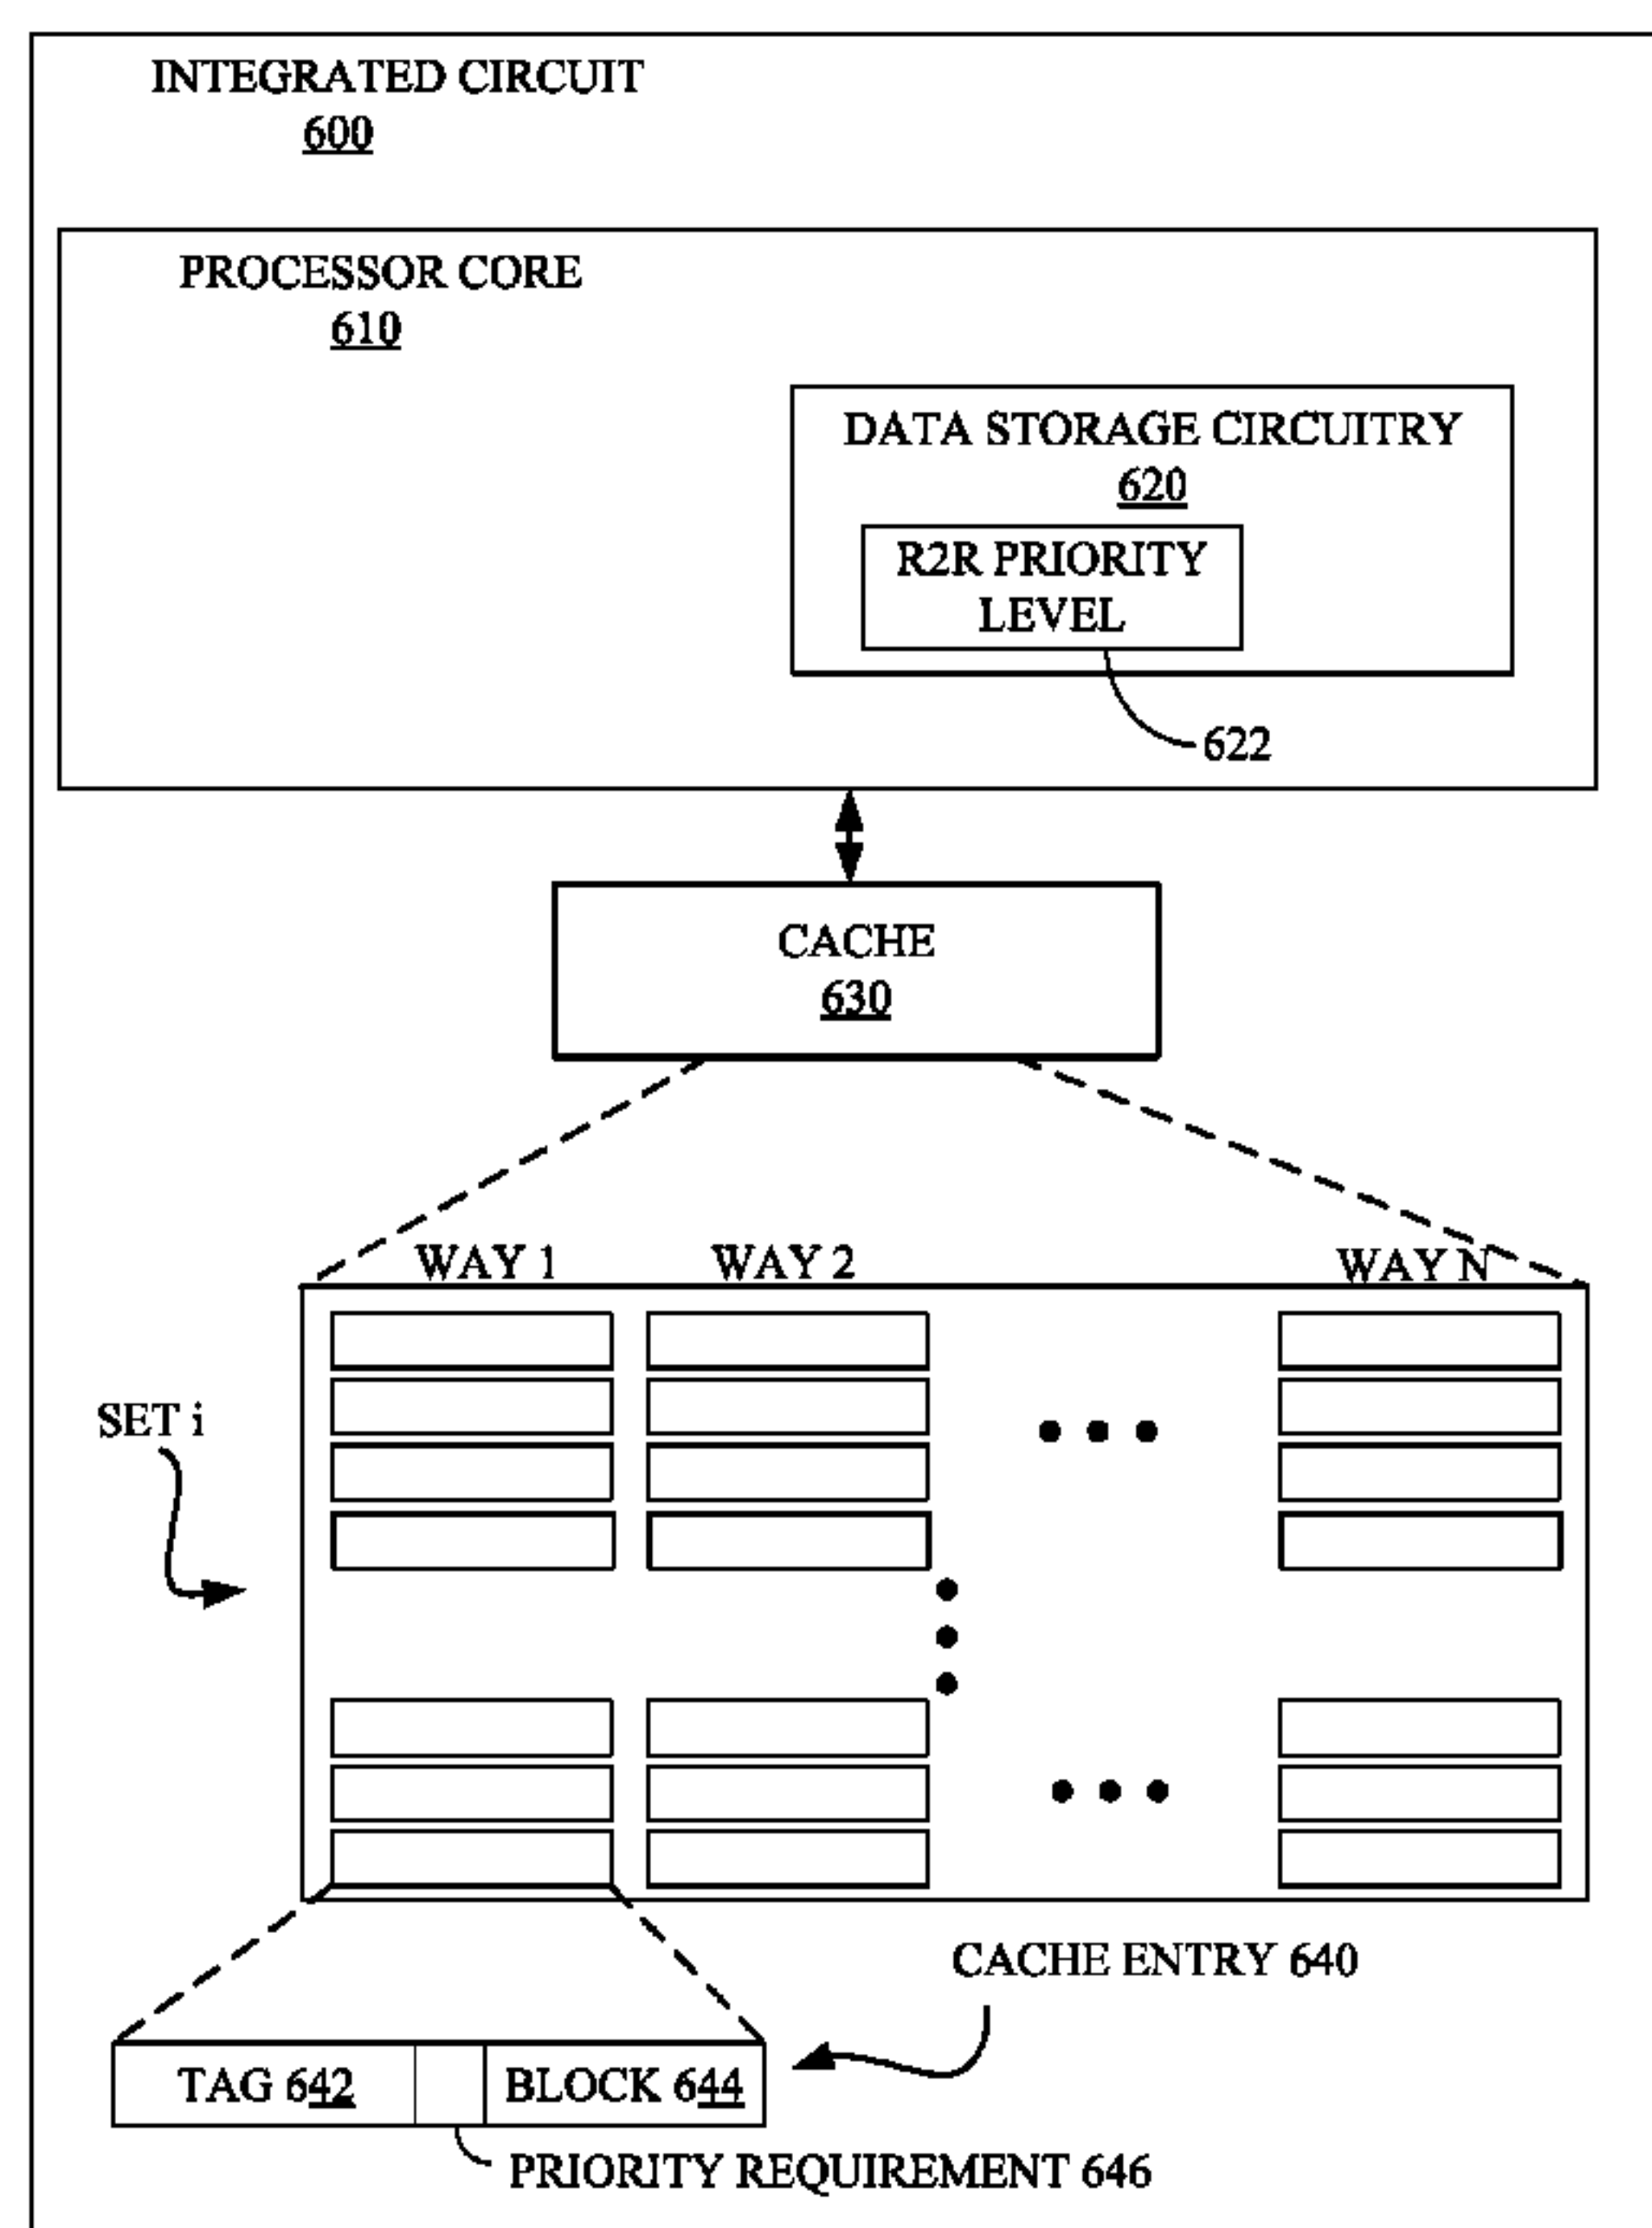 INTEGRATED CIRCUIT
600
PROCESSOR CORE
610
DATA STORAGE CIRCUITRY
620
R2R PRIORITY
LEVEL
622
CACHE
630
WAY 1 WAY 2 WAY N
SET i
CACHE ENTRY 640
TAG 642 BLOCK 644
PRIORITY REQUIREMENT 646